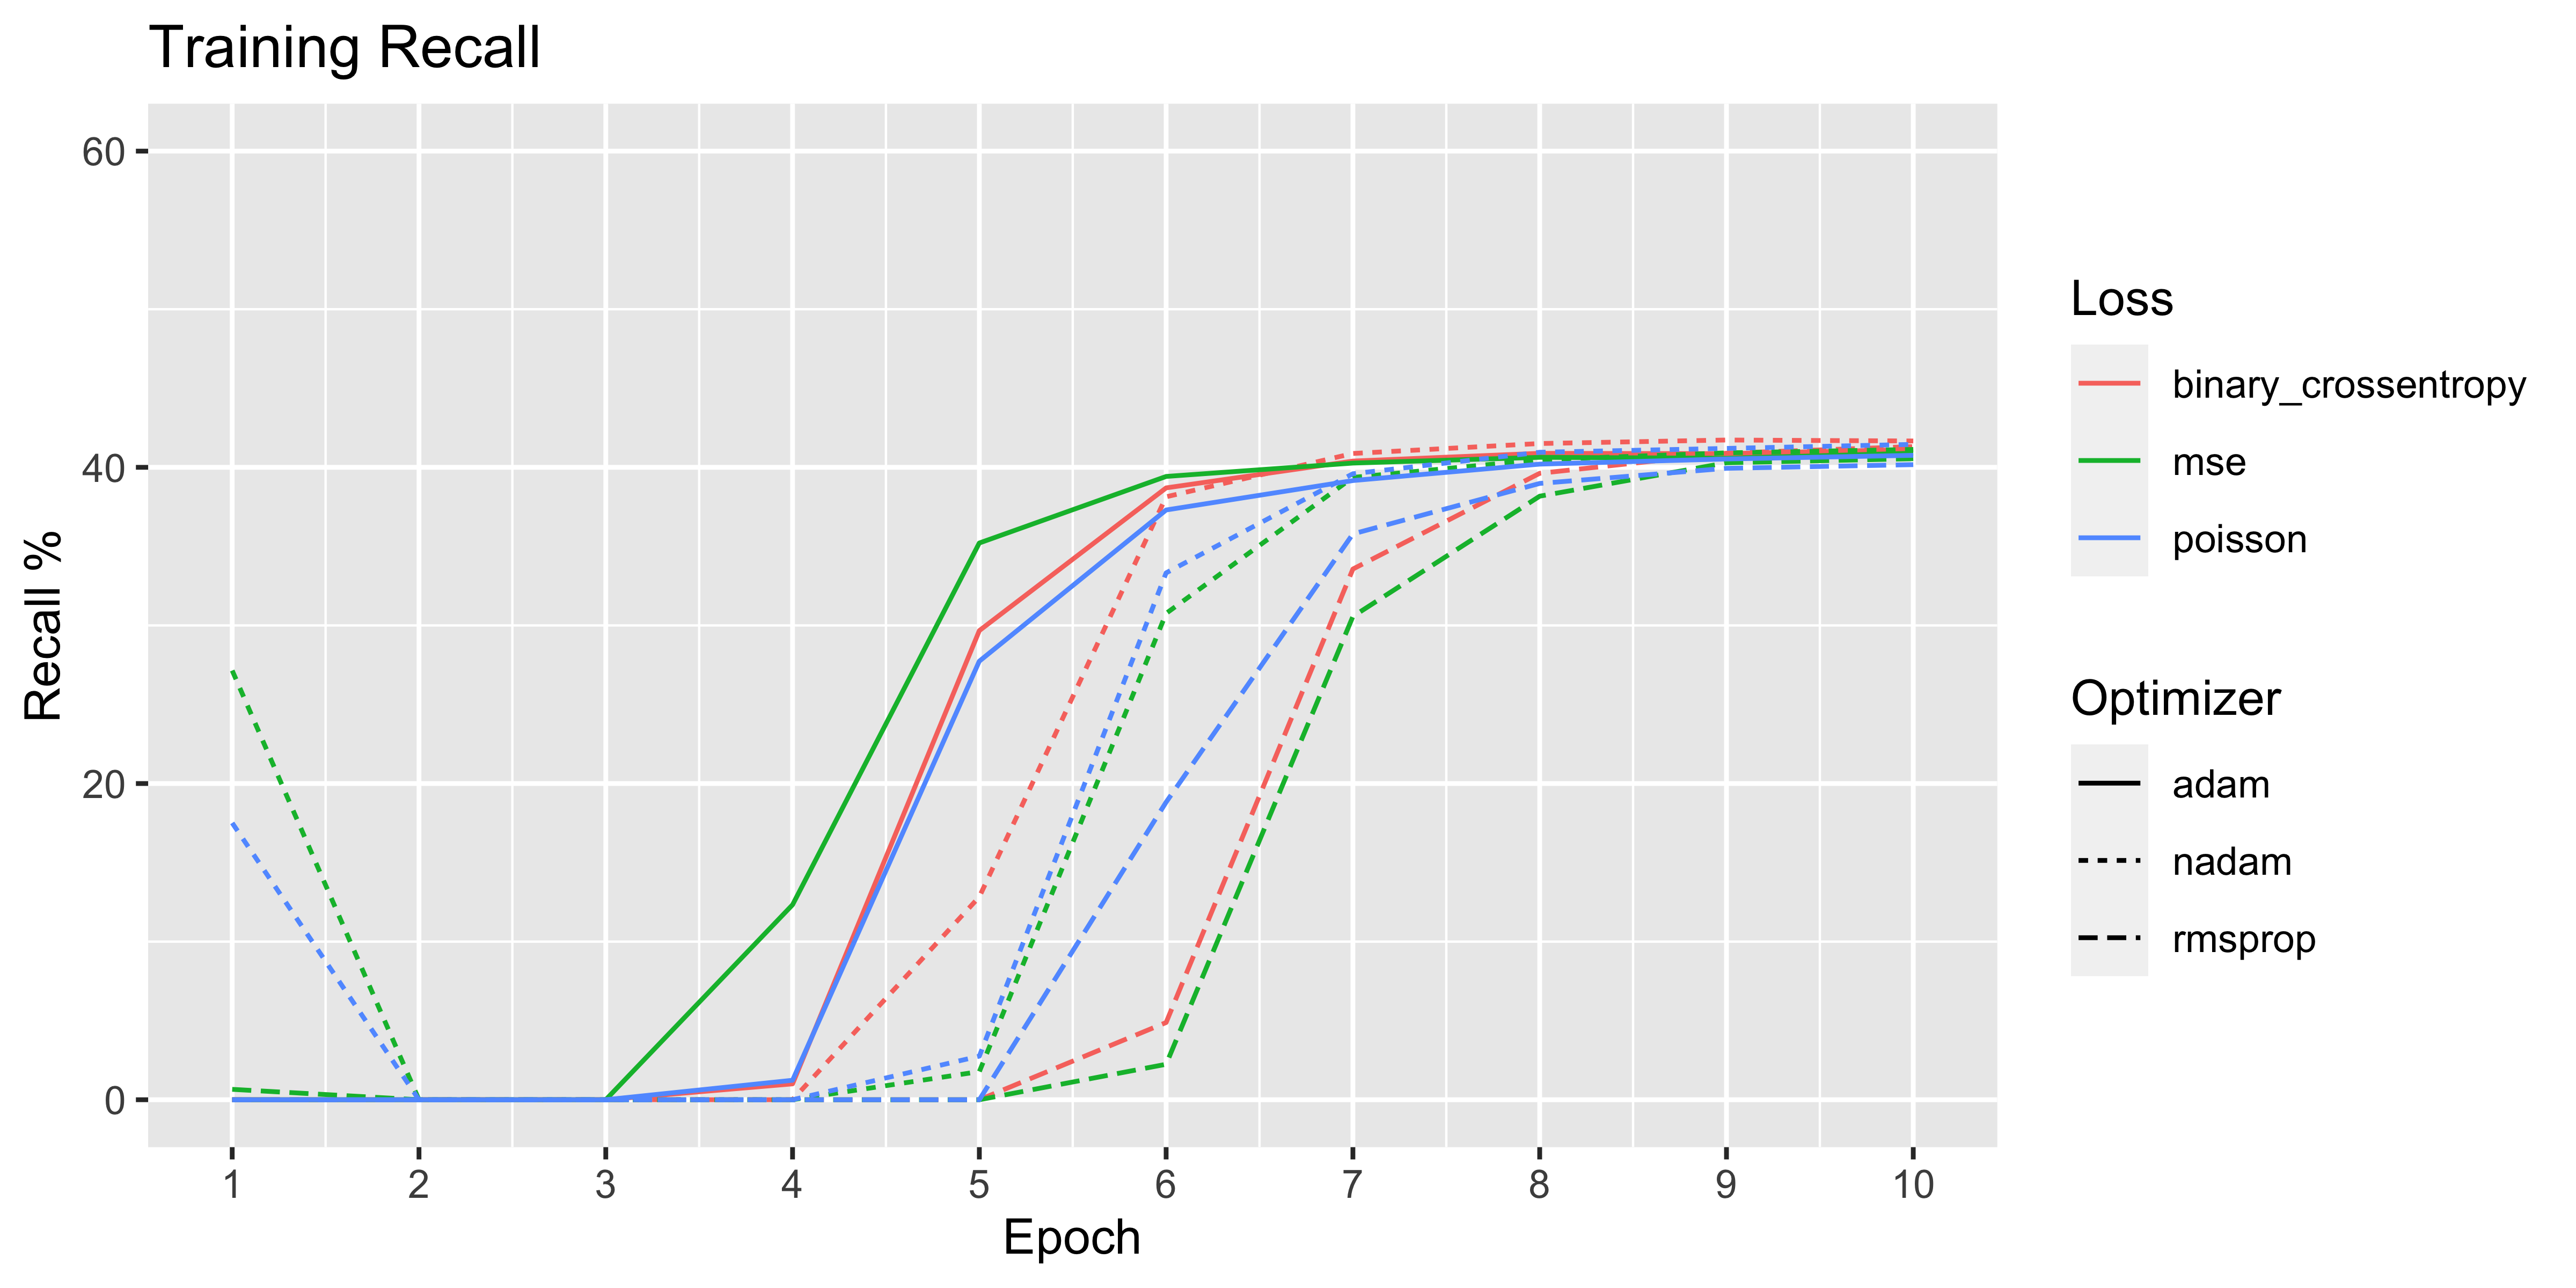 Training Recall
60
40
20
0
Recall %
1 2 3 4 5 6 7 8 9 10
Epoch
Loss
binary_crossentropy
mse
poisson
Optimizer
adam
nadam
rmsprop